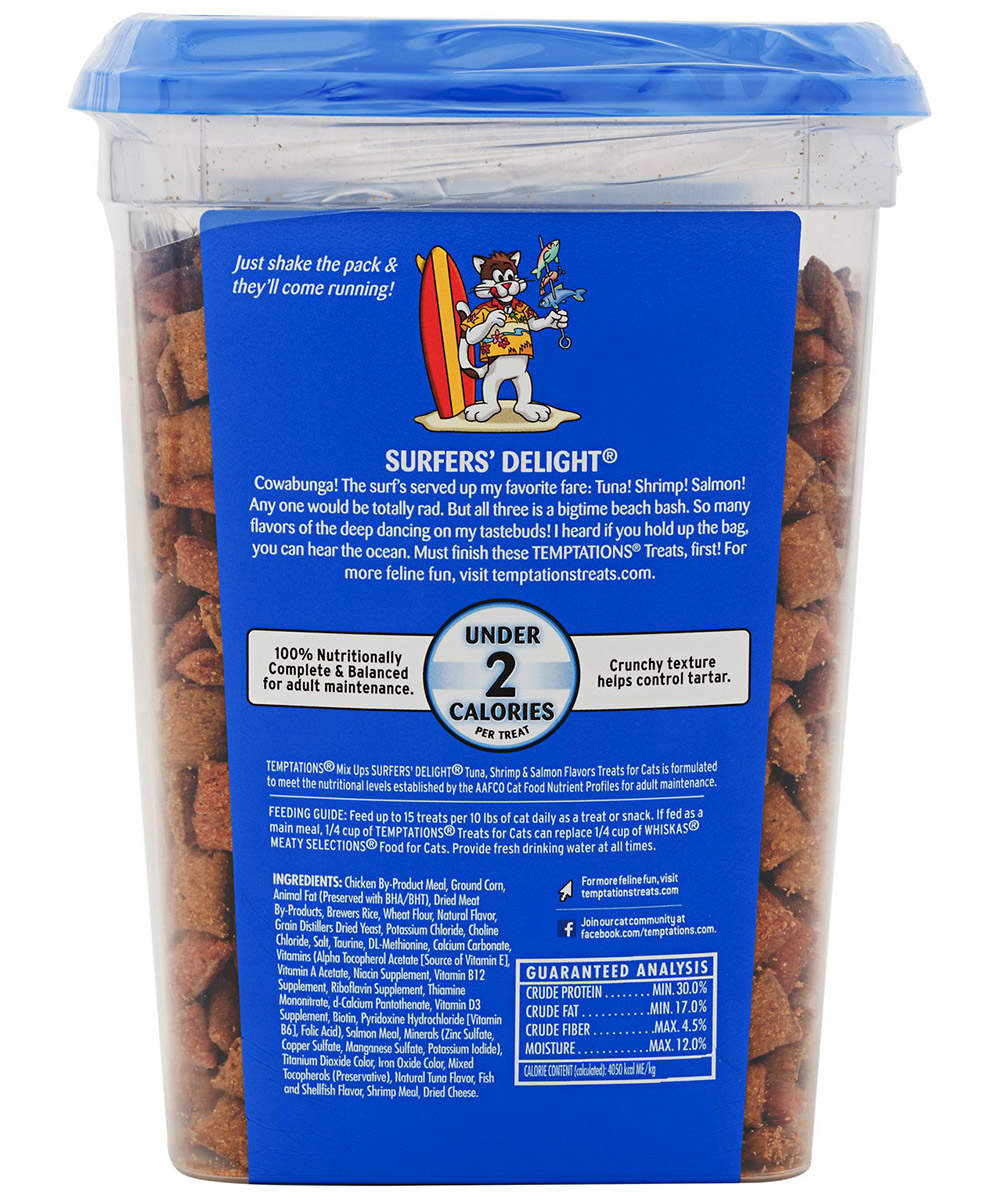 Just shake the pack &
they'll come running!
SURFERS' DELIGHT®
Cowabunga! The surf's served up my favorite fare: Tuna! Shrimp! Salmon!
Any one would be totally rad. But all three is a bigtime beach bash. So many
flavors of the deep dancing on my tastebuds! I heard if you hold up the bag,
you can hear the ocean. Must finish these TEMPTATIONS® Treats, first! For
more feline fun, visit temptationstreats.com.
100% Nutritionally
Complete & Balanced
for adult maintenance.
UNDER
2
CALORIES
PER TREAT
Crunchy texture
helps control tartar.
TEMPTATIONS® Mix Ups SURFERS' DELIGHT® Tuna, Shrimp & Salmon Flavors Treats for Cats is formulated
to meet the nutritional levels established by the AAFCO Cat Food Nutrient Profiles for adult maintenance.
FEEDING GUIDE: Feed up to 15 treats per 10 lbs of cat daily as a treat or snack. If fed as a
main meal, 1/4 cup of TEMPTATIONS® Treats for Cats can replace 1/4 cup of WHISKAS®
MEATY SELECTIONS® Food for Cats. Provide fresh drinking water at all times.
INGREDIENTS: Chicken By-Product Meal, Ground Corn,
Animal Fat (Preserved with BHA/BHT), Dried Meat
By-Products, Brewers Rice, Wheat Flour, Natural Flavor,
Grain Distillers Dried Yeast, Potassium Chloride, Choline
Chloride, Salt, Taurine, DL-Methionine, Calcium Carbonate,
Vitamins (Alpha Tocopherol Acetate [Source of Vitamin E],
Vitamin A Acetate, Niacin Supplement, Vitamin B12
Supplement, Riboflavin Supplement, Thiamine
Mononitrate, d-Calcium Pantothenate, Vitamin D3
Supplement, Biotin, Pyridoxine Hydrochloride [Vitamin
B6], Folic Acid), Salmon Meal, Minerals (Zinc Sulfate,
Copper Sulfate, Manganese Sulfate, Potassium Iodide),
Titanium Dioxide Color, Iron Oxide Color, Mixed
Tocopherols (Preservative), Natural Tuna Flavor, Fish
and Shellfish Flavor, Shrimp Meal, Dried Cheese.
For more feline fun, visit
temptationstreats.com
f Join our cat community at
facebook.com/temptations.com.
GUARANTEED ANALYSIS
CRUDE PROTEIN ........ MIN. 30.0%
CRUDE FAT ............ MIN. 17.0%
CRUDE FIBER .......... MAX. 4.5%
MOISTURE ............ MAX. 12.0%
CALORIE CONTENT (calculated): 4050 kcal ME/kg